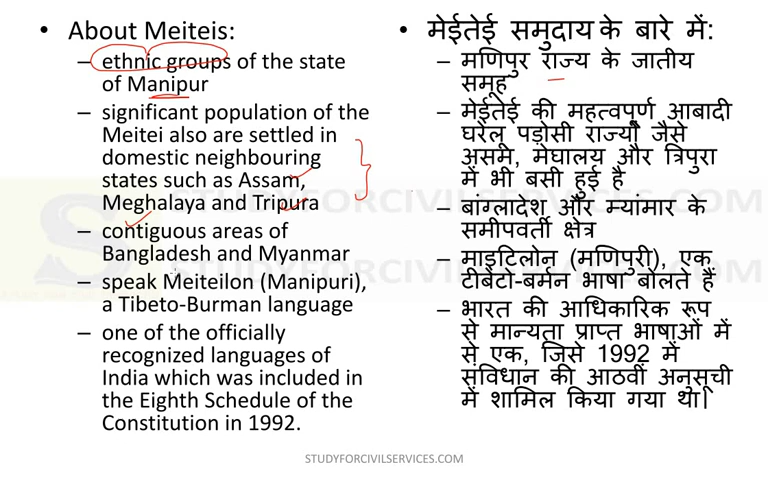 • About Meiteis:
– ethnic groups of the state
of Manipur
– significant population of the
Meitei also are settled in
domestic neighbouring
states such as Assam,
Meghalaya and Tripura
– contiguous areas of
Bangladesh and Myanmar
– speak Meiteilon (Manipuri),
a Tibeto-Burman language
– one of the officially
recognized languages of
India which was included in
the Eighth Schedule of the
Constitution in 1992.
• मेईतेई समुदाय के बारे में:
– मणिपुर राज्य के जातीय
समूह
– मेईतेई की महत्वपूर्ण आबादी
घरेलू पड़ोसी राज्यों जैसे
असम, मेघालय और त्रिपुरा
में भी बसी हुई है
– बांग्लादेश और म्यांमार के
समीपवर्ती क्षेत्र
– माइटिलोन (मणिपुरी), एक
टीबेटो-बर्मन भाषा बोलते हैं
– भारत की आधिकारिक रूप
से मान्यता प्राप्त भाषाओं में
से एक, जिसे 1992 में
संविधान की आठवीं अनुसूची
में शामिल किया गया था|
STUDYFORCIVILSERVICES.COM
STUDYFORCIVILSERVICES.COM
STUDYFORCIVILSERVICES.COM